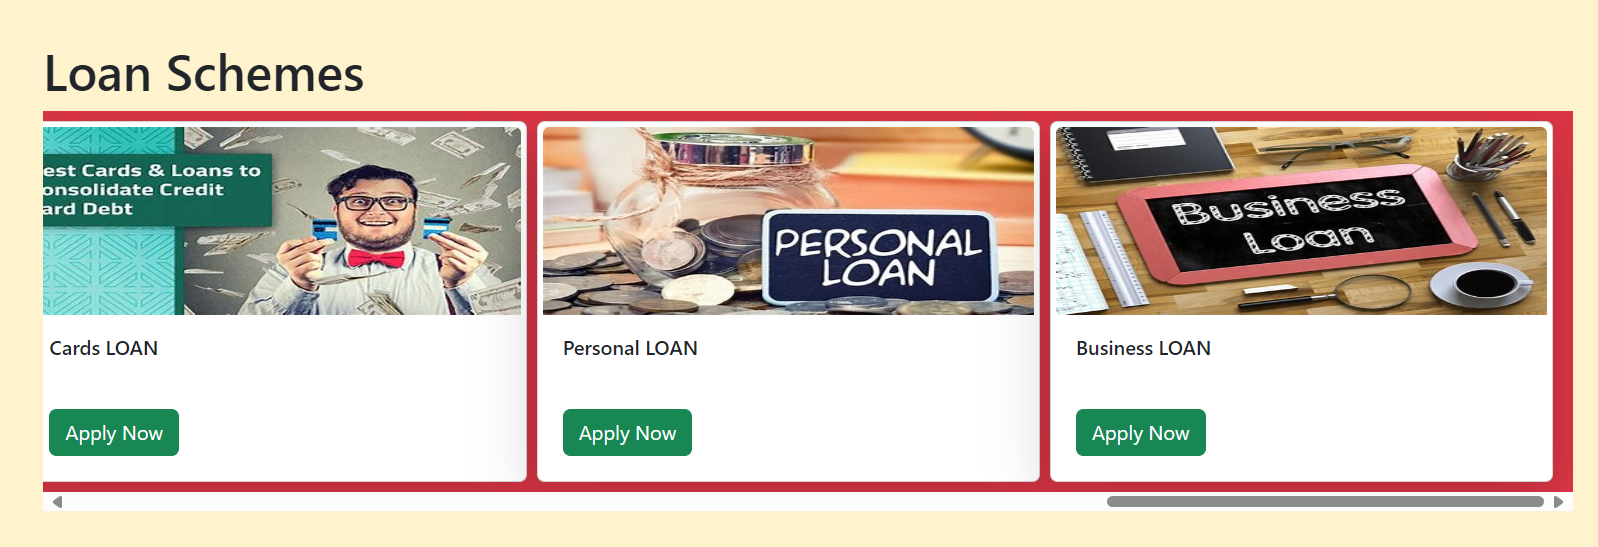 Loan Schemes
est Cards & Loans to
onsolidate Credit
ard Debt
PERSONAL
LOAN
Business
Loan
Cards LOAN
Personal LOAN
Business LOAN
Apply Now
Apply Now
Apply Now